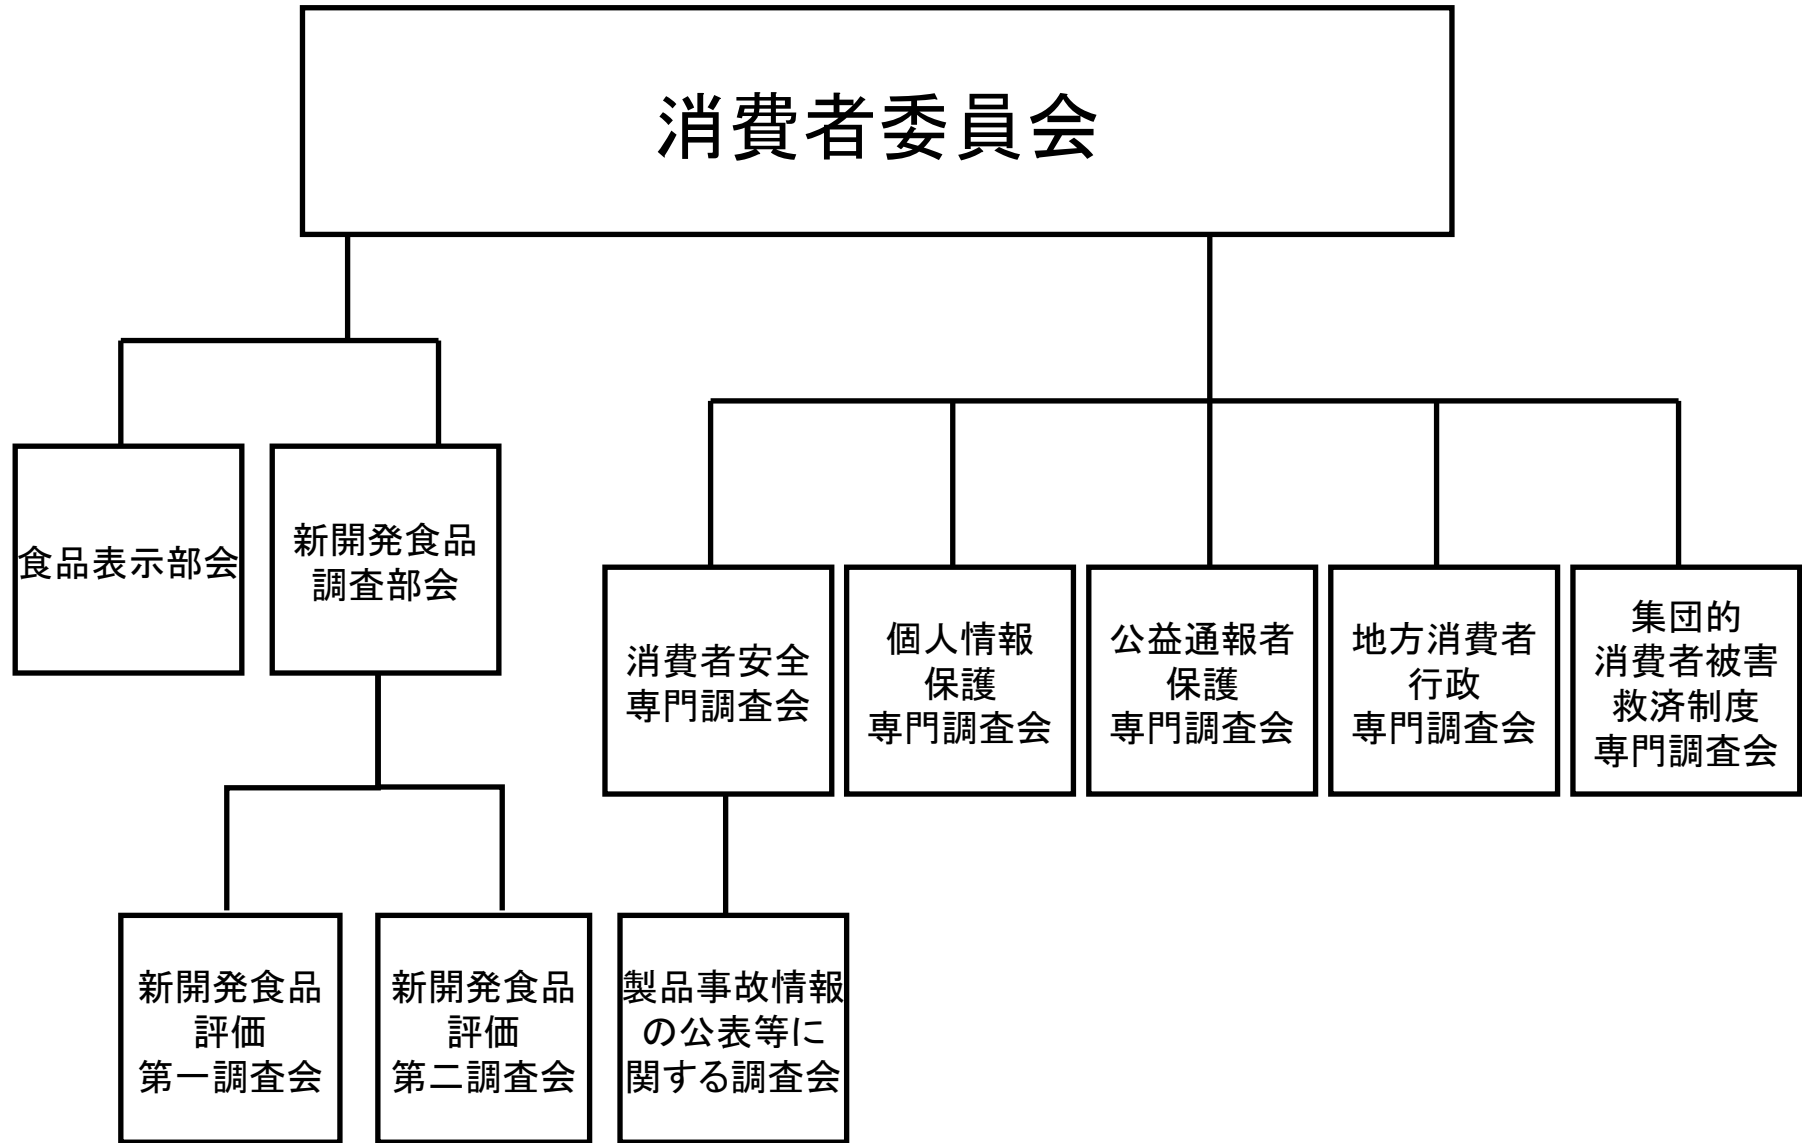 消費者委員会
食品表示部会
新開発食品
調査部会
消費者安全
専門調査会
個人情報
保護
専門調査会
公益通報者
保護
専門調査会
地方消費者
行政
専門調査会
集団的
消費者被害
救済制度
専門調査会
新開発食品
評価
第一調査会
新開発食品
評価
第二調査会
製品事故情報
の公表等に
関する調査会